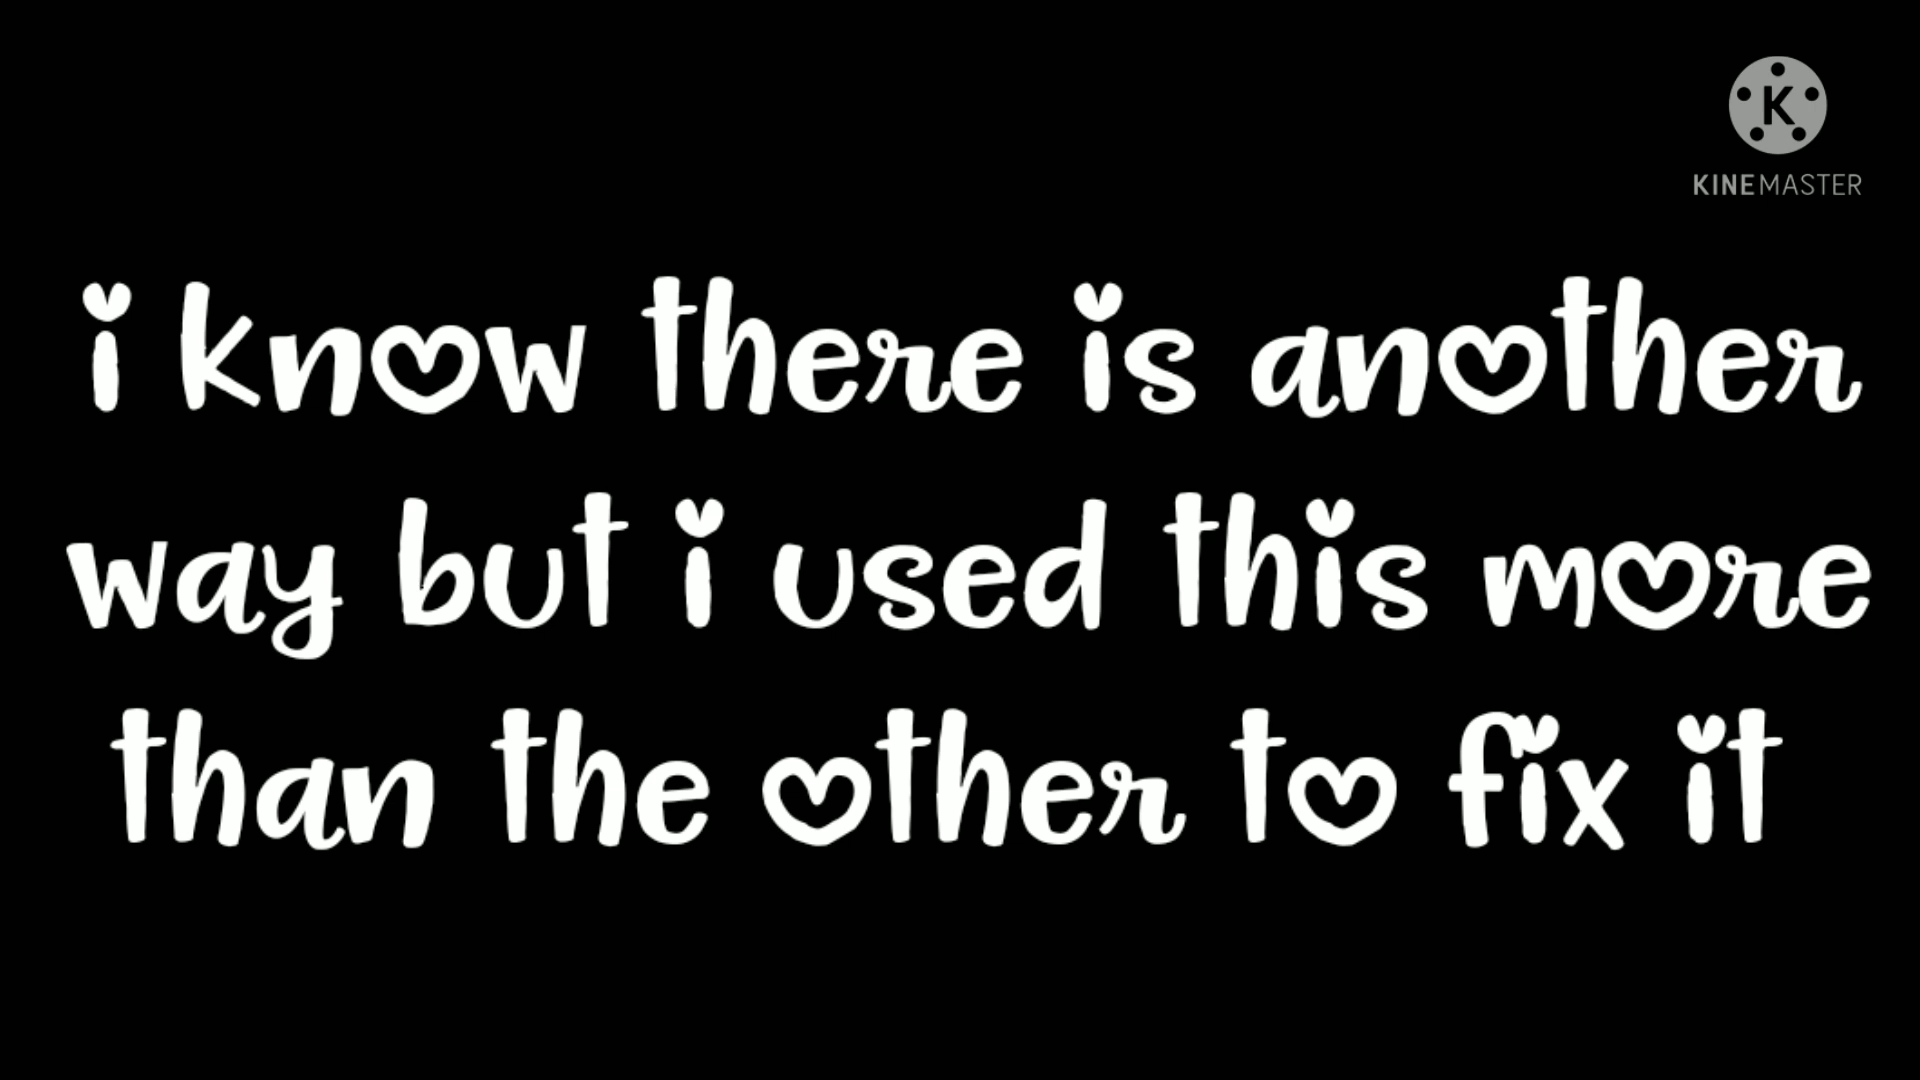 K
KINEMASTER
i know there is another
way but i used this more
than the other to fix it